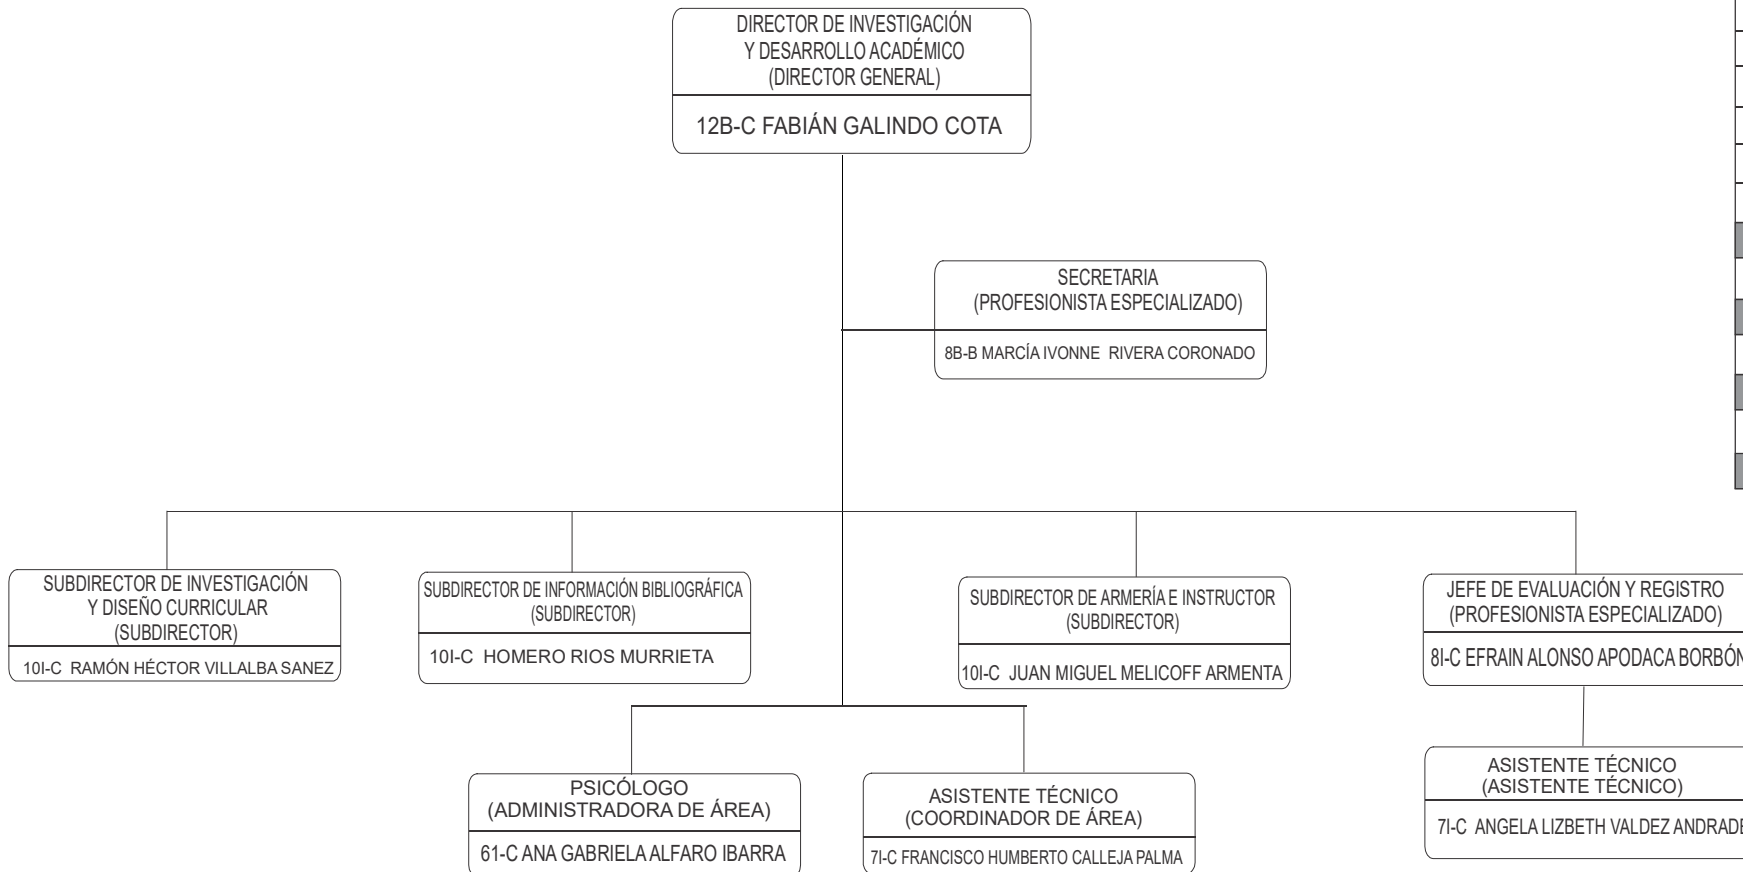 DIRECTOR DE INVESTIGACIÓN
Y DESARROLLO ACADÉMICO
(DIRECTOR GENERAL)
12B-C FABIÁN GALINDO COTA
SECRETARIA
(PROFESIONISTA ESPECIALIZADO)
8B-B MARCÍA IVONNE RIVERA CORONADO
SUBDIRECTOR DE INVESTIGACIÓN
Y DISEÑO CURRICULAR
(SUBDIRECTOR)
10I-C RAMÓN HÉCTOR VILLALBA SANEZ
SUBDIRECTOR DE INFORMACIÓN BIBLIOGRÁFICA
(SUBDIRECTOR)
10I-C HOMERO RIOS MURRIETA
SUBDIRECTOR DE ARMERÍA E INSTRUCTOR
(SUBDIRECTOR)
10I-C JUAN MIGUEL MELICOFF ARMENTA
JEFE DE EVALUACIÓN Y REGISTRO
(PROFESIONISTA ESPECIALIZADO)
8I-C EFRAIN ALONSO APODACA BORBÓN
PSICÓLOGO
(ADMINISTRADORA DE ÁREA)
61-C ANA GABRIELA ALFARO IBARRA
ASISTENTE TÉCNICO
(COORDINADOR DE ÁREA)
7I-C FRANCISCO HUMBERTO CALLEJA PALMA
ASISTENTE TÉCNICO
(ASISTENTE TÉCNICO)
7I-C ANGELA LIZBETH VALDEZ ANDRADE